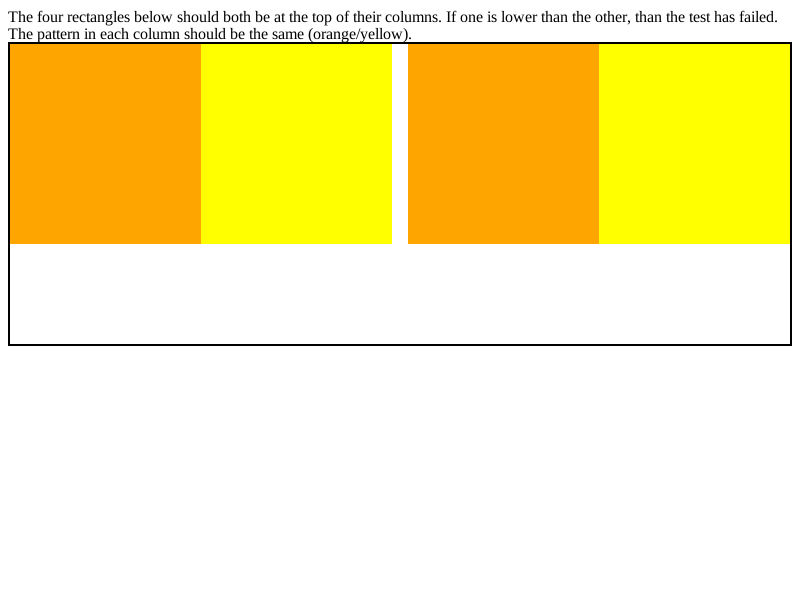 The four rectangles below should both be at the top of their columns. If one is lower than the other, than the test has failed.
The pattern in each column should be the same (orange/yellow).